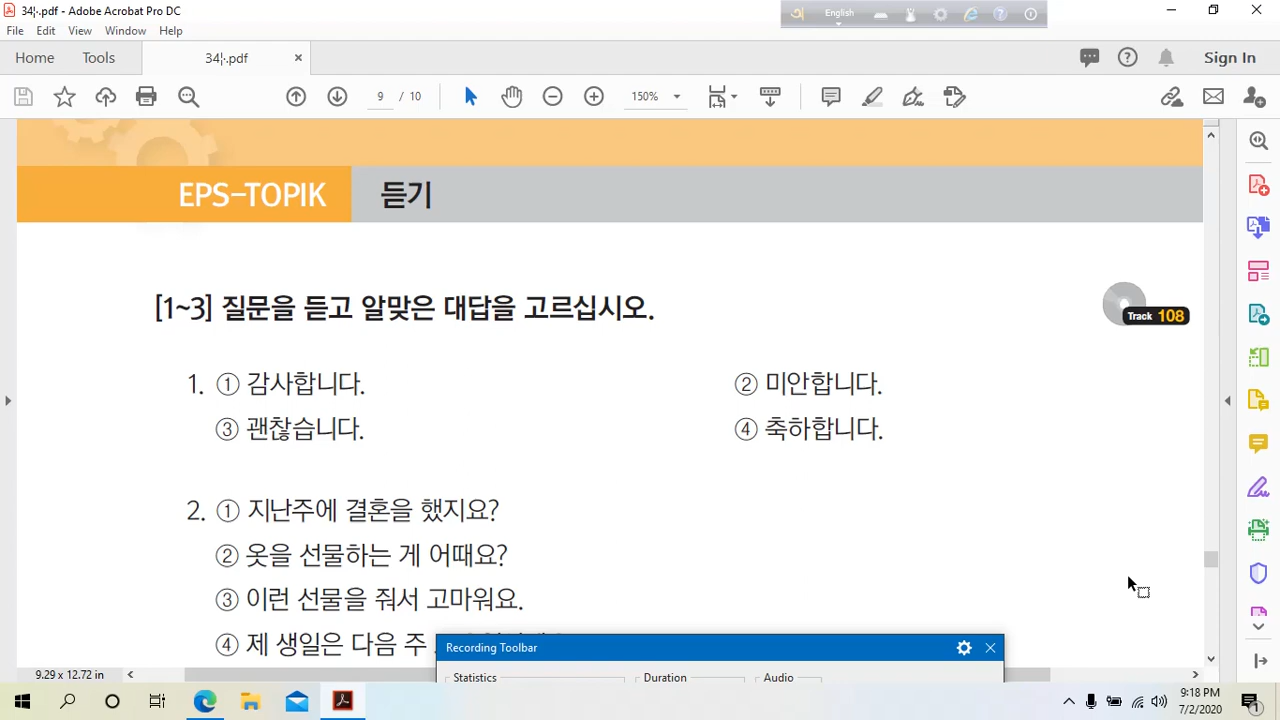 34¦·.pdf - Adobe Acrobat Pro DC
English
File Edit View Window Help
Home Tools 34¦·.pdf × Sign In
9 / 10 150%
EPS-TOPIK 듣기
[1~3] 질문을 듣고 알맞은 대답을 고르십시오.
Track 108
1. ① 감사합니다. ② 미안합니다.
③ 괜찮습니다. ④ 축하합니다.
2. ① 지난주에 결혼을 했지요?
② 옷을 선물하는 게 어때요?
③ 이런 선물을 줘서 고마워요.
④ 제 생일은 다음 주
Recording Toolbar
Statistics Duration Audio
9.29 x 12.72 in
9:18 PM
7/2/2020